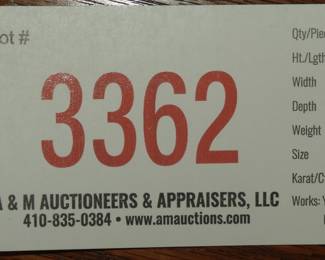 ot #
3362
A & M AUCTIONEERS & APPRAISERS, LLC
410-835-0384 • www.amauctions.com
Qty/Pie
Ht./Lgth
Width
Depth
Weight
Size
Karat/C
Works: Y